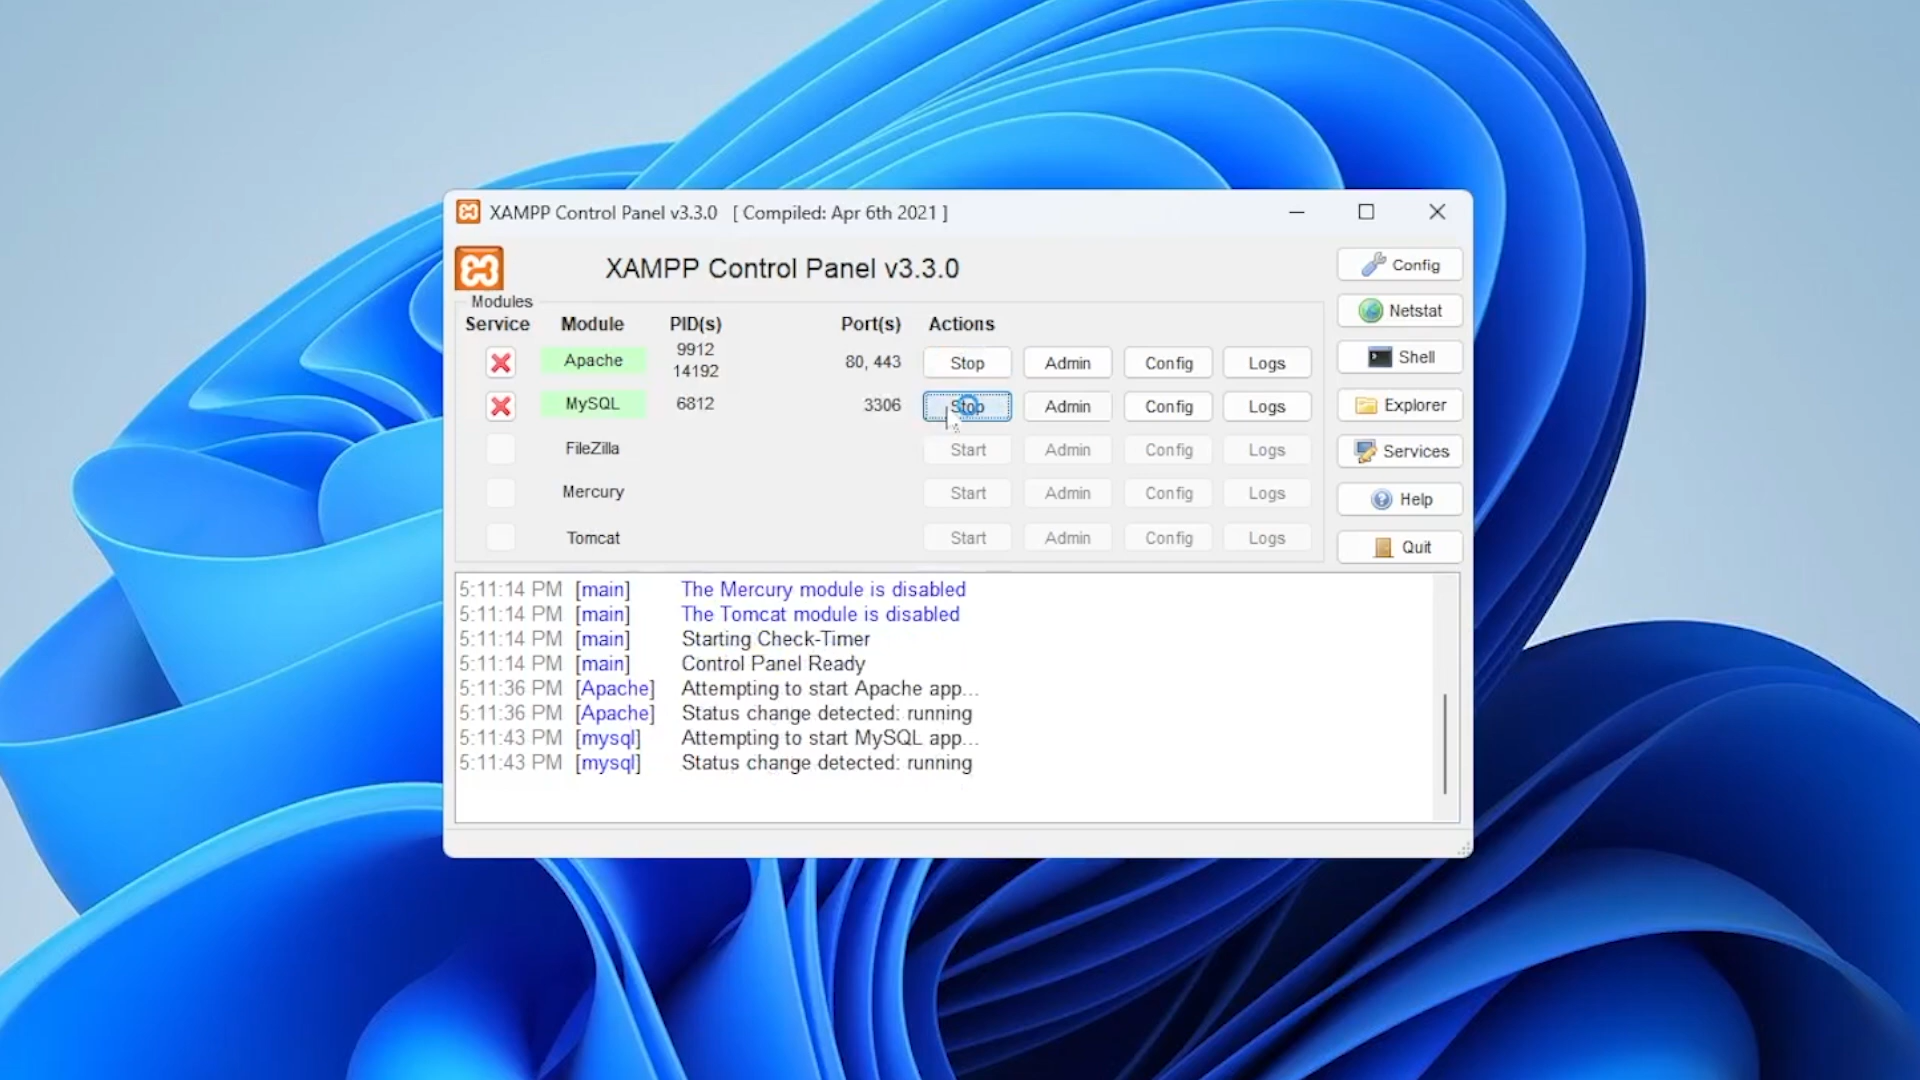 XAMPP Control Panel v3.3.0 [ Compiled: Apr 6th 2021 ]
XAMPP Control Panel v3.3.0
Config
Modules
Service Module PID(s) Port(s) Actions
Netstat
Apache 9912 14192 80, 443 Stop Admin Config Logs
Shell
MySQL 6812 3306 Stop Admin Config Logs
Explorer
FileZilla Start Admin Config Logs
Services
Mercury Start Admin Config Logs
Help
Tomcat Start Admin Config Logs
Quit
5:11:14 PM [main] The Mercury module is disabled
5:11:14 PM [main] The Tomcat module is disabled
5:11:14 PM [main] Starting Check-Timer
5:11:14 PM [main] Control Panel Ready
5:11:36 PM [Apache] Attempting to start Apache app...
5:11:36 PM [Apache] Status change detected: running
5:11:43 PM [mysql] Attempting to start MySQL app...
5:11:43 PM [mysql] Status change detected: running